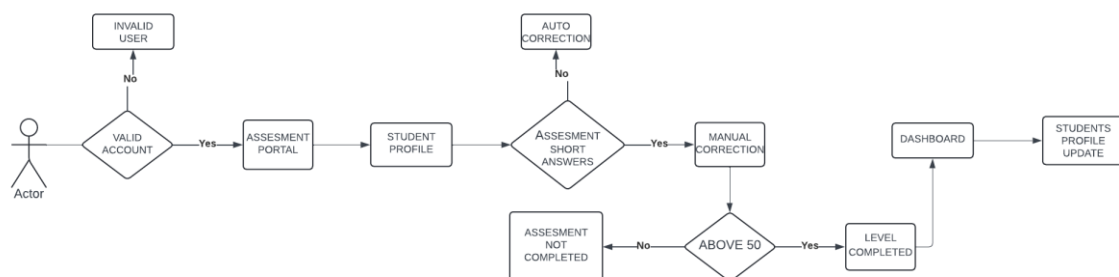 INVALID
USER
No
Actor
VALID
ACCOUNT
Yes
ASSESMENT
PORTAL
STUDENT
PROFILE
AUTO
CORRECTION
No
ASSESMENT
SHORT
ANSWERS
Yes
MANUAL
CORRECTION
ABOVE 50
No
ASSESMENT
NOT
COMPLETED
Yes
LEVEL
COMPLETED
DASHBOARD
STUDENTS
PROFILE
UPDATE